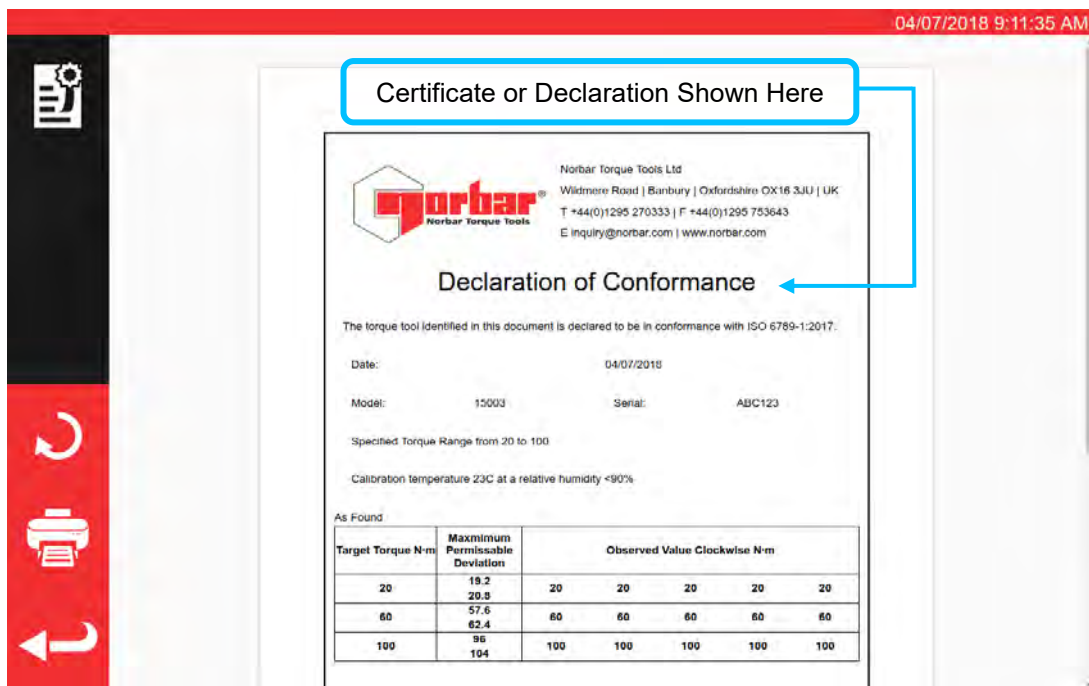 04/07/2018 9:11:35 AM
Certificate or Declaration Shown Here
norbar®
Norbar Torque Tools
Norbar Torque Tools Ltd
Wildmere Road | Banbury | Oxfordshire OX16 3JU | UK
T +44(0)1295 270333 | F +44(0)1295 753643
E inquiry@norbar.com | www.norbar.com
Declaration of Conformance
The torque tool identified in this document is declared to be in conformance with ISO 6789-1:2017.
Date: 04/07/2018
Model: 15003 Serial: ABC123
Specified Torque Range from 20 to 100
Calibration temperature 23C at a relative humidity <90%
As Found
Target Torque N·m Maxmimum Permissable Deviation Observed Value Clockwise N·m
20 19.2 20.8 20 20 20 20 20
60 57.6 62.4 60 60 60 60 60
100 96 104 100 100 100 100 100